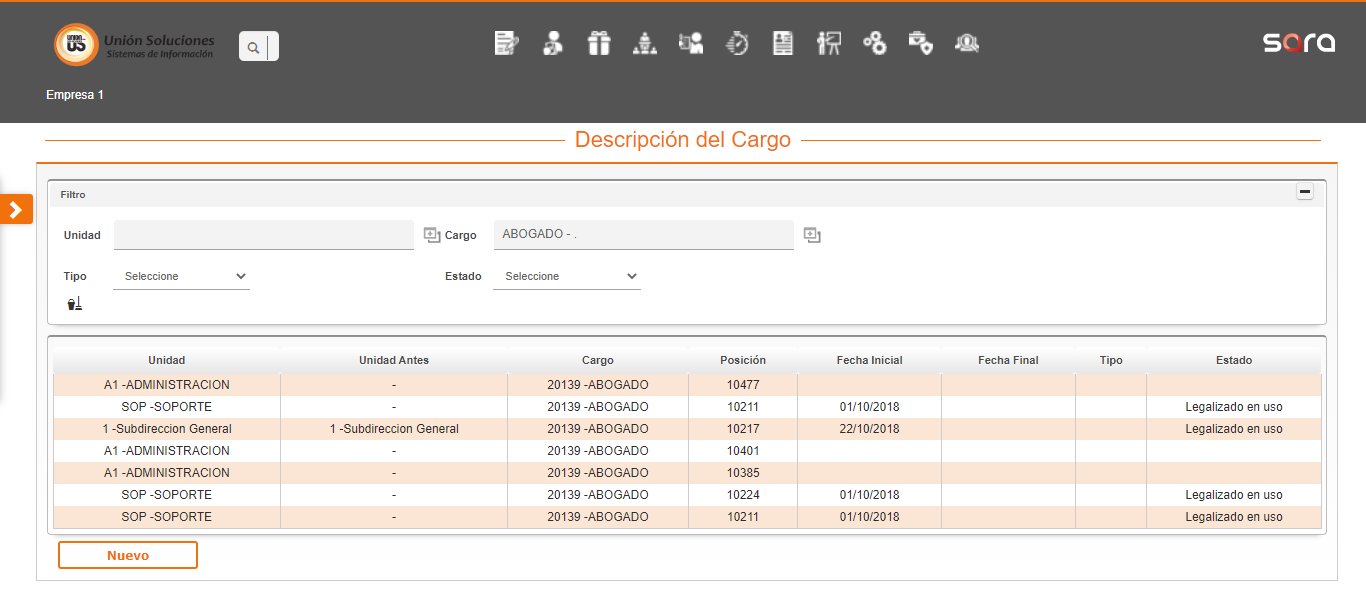 UNION
US
Unión Soluciones
Sistemas de Información
sara
Empresa 1
Descripción del Cargo
Filtro
Unidad Cargo ABOGADO - .
Tipo Seleccione Estado Seleccione
Unidad Unidad Antes Cargo Posición Fecha Inicial Fecha Final Tipo Estado
A1 -ADMINISTRACION - 20139 -ABOGADO 10477
SOP -SOPORTE - 20139 -ABOGADO 10211 01/10/2018 Legalizado en uso
1 -Subdireccion General 1 -Subdireccion General 20139 -ABOGADO 10217 22/10/2018 Legalizado en uso
A1 -ADMINISTRACION - 20139 -ABOGADO 10401
A1 -ADMINISTRACION - 20139 -ABOGADO 10385
SOP -SOPORTE - 20139 -ABOGADO 10224 01/10/2018 Legalizado en uso
SOP -SOPORTE - 20139 -ABOGADO 10211 01/10/2018 Legalizado en uso
Nuevo